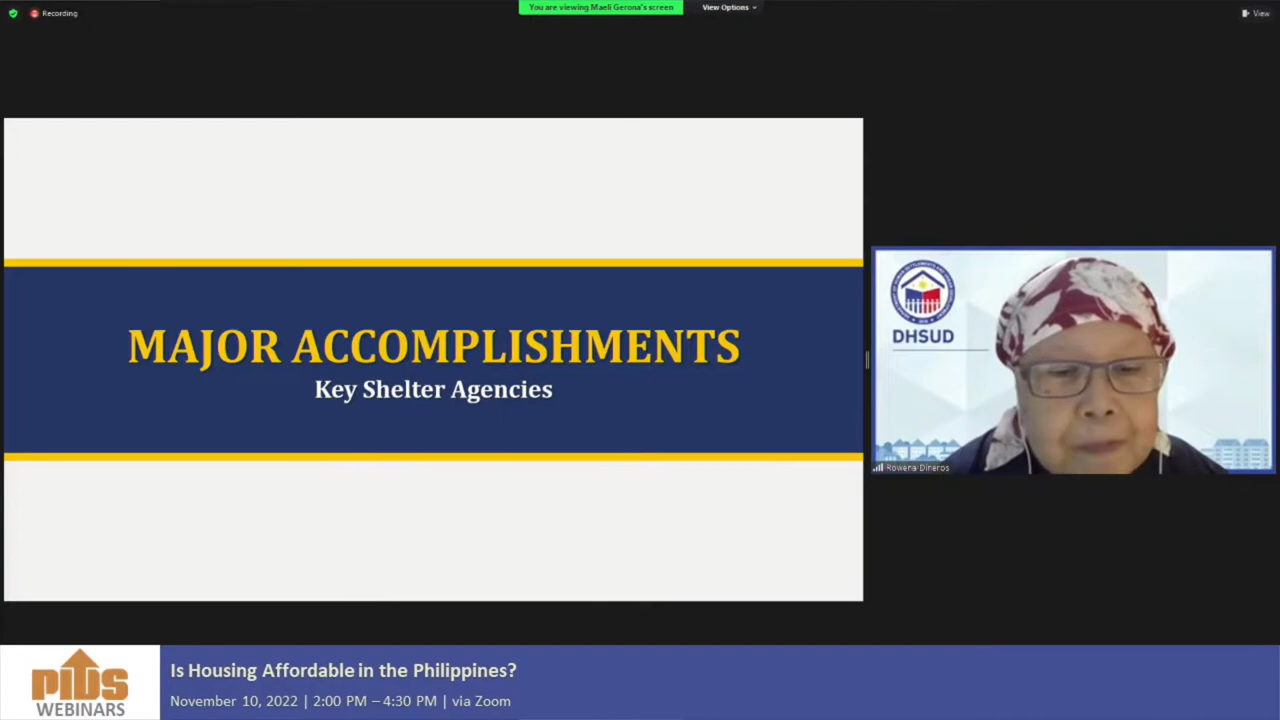 Recording
You are viewing Maeli Gerona's screen
View Options
View
MAJOR ACCOMPLISHMENTS
Key Shelter Agencies
DHSUD
Rowena Dineros
PIDS
WEBINARS
Is Housing Affordable in the Philippines?
November 10, 2022 | 2:00 PM – 4:30 PM | via Zoom